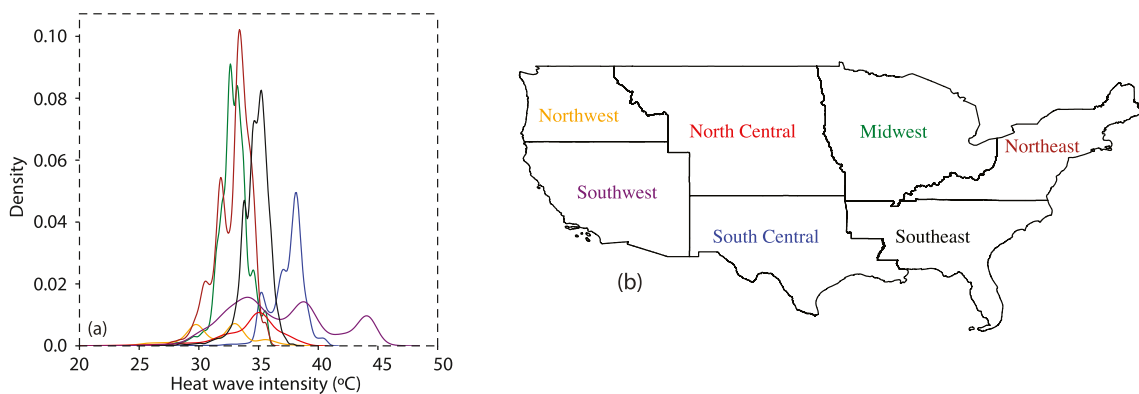 0.10
0.08
0.06
0.04
0.02
0.0
Density
(a)
20 25 30 35 40 45 50
Heat wave intensity (ºC)
Northwest
North Central
Midwest
Northeast
Southwest
South Central
Southeast
(b)